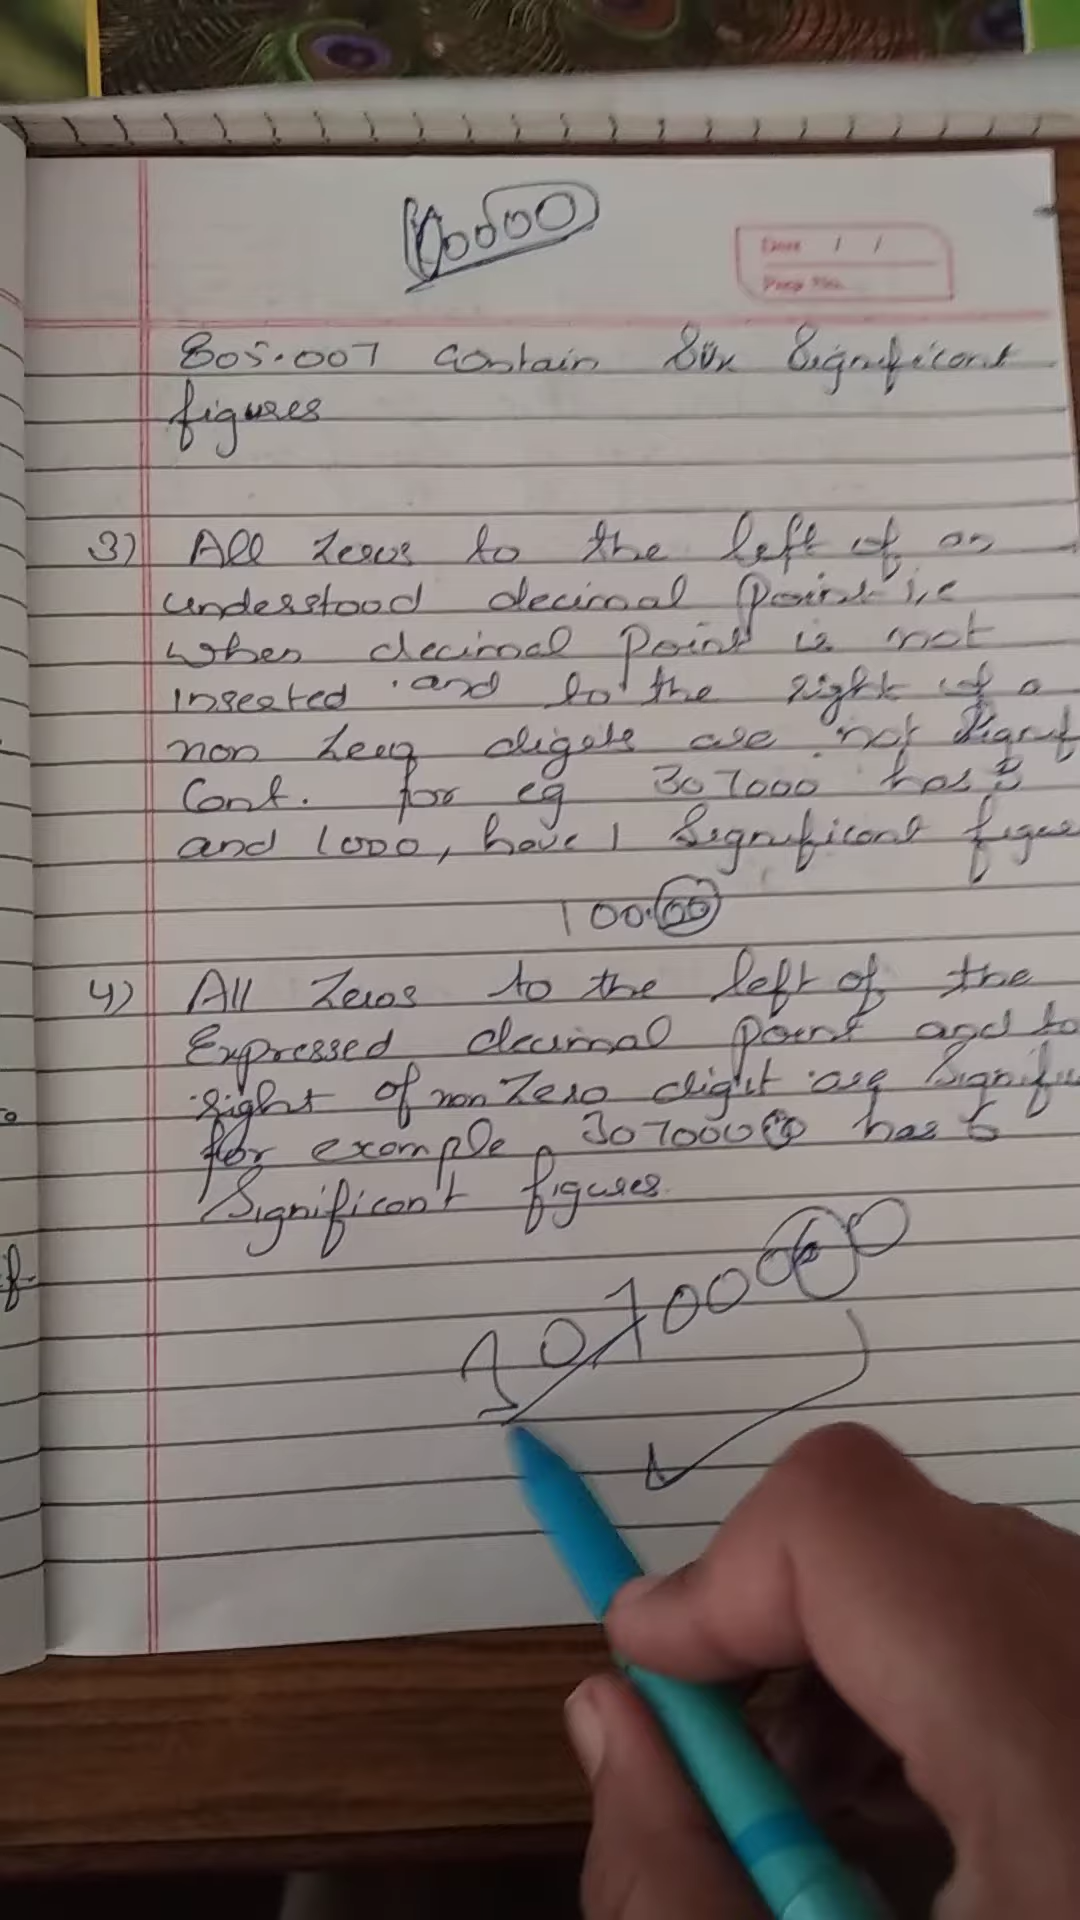 100000
Date / /
Page No.
805.007 contain Six Significant
figures
3) All Zeros to the left of an
understood decimal point i,e
when decimal point is not
inserted and to the right of a
non Zero digits are not Signifi
Cant. for eg 307000 has 3
and 1000, have 1 Significant figure
100.00
4) All Zeros to the left of the
Expressed decimal point and to
right of non Zero digit are Signifi
for example 307000 has 6
Significant figures.